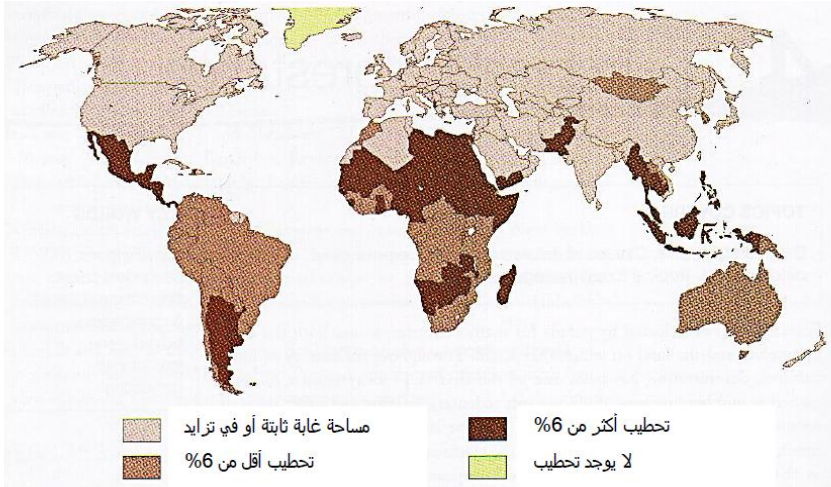 مساحة غابة ثابتة أو في تزايد
تحطيب أكثر من 6%
تحطيب أقل من 6%
لا يوجد تحطيب